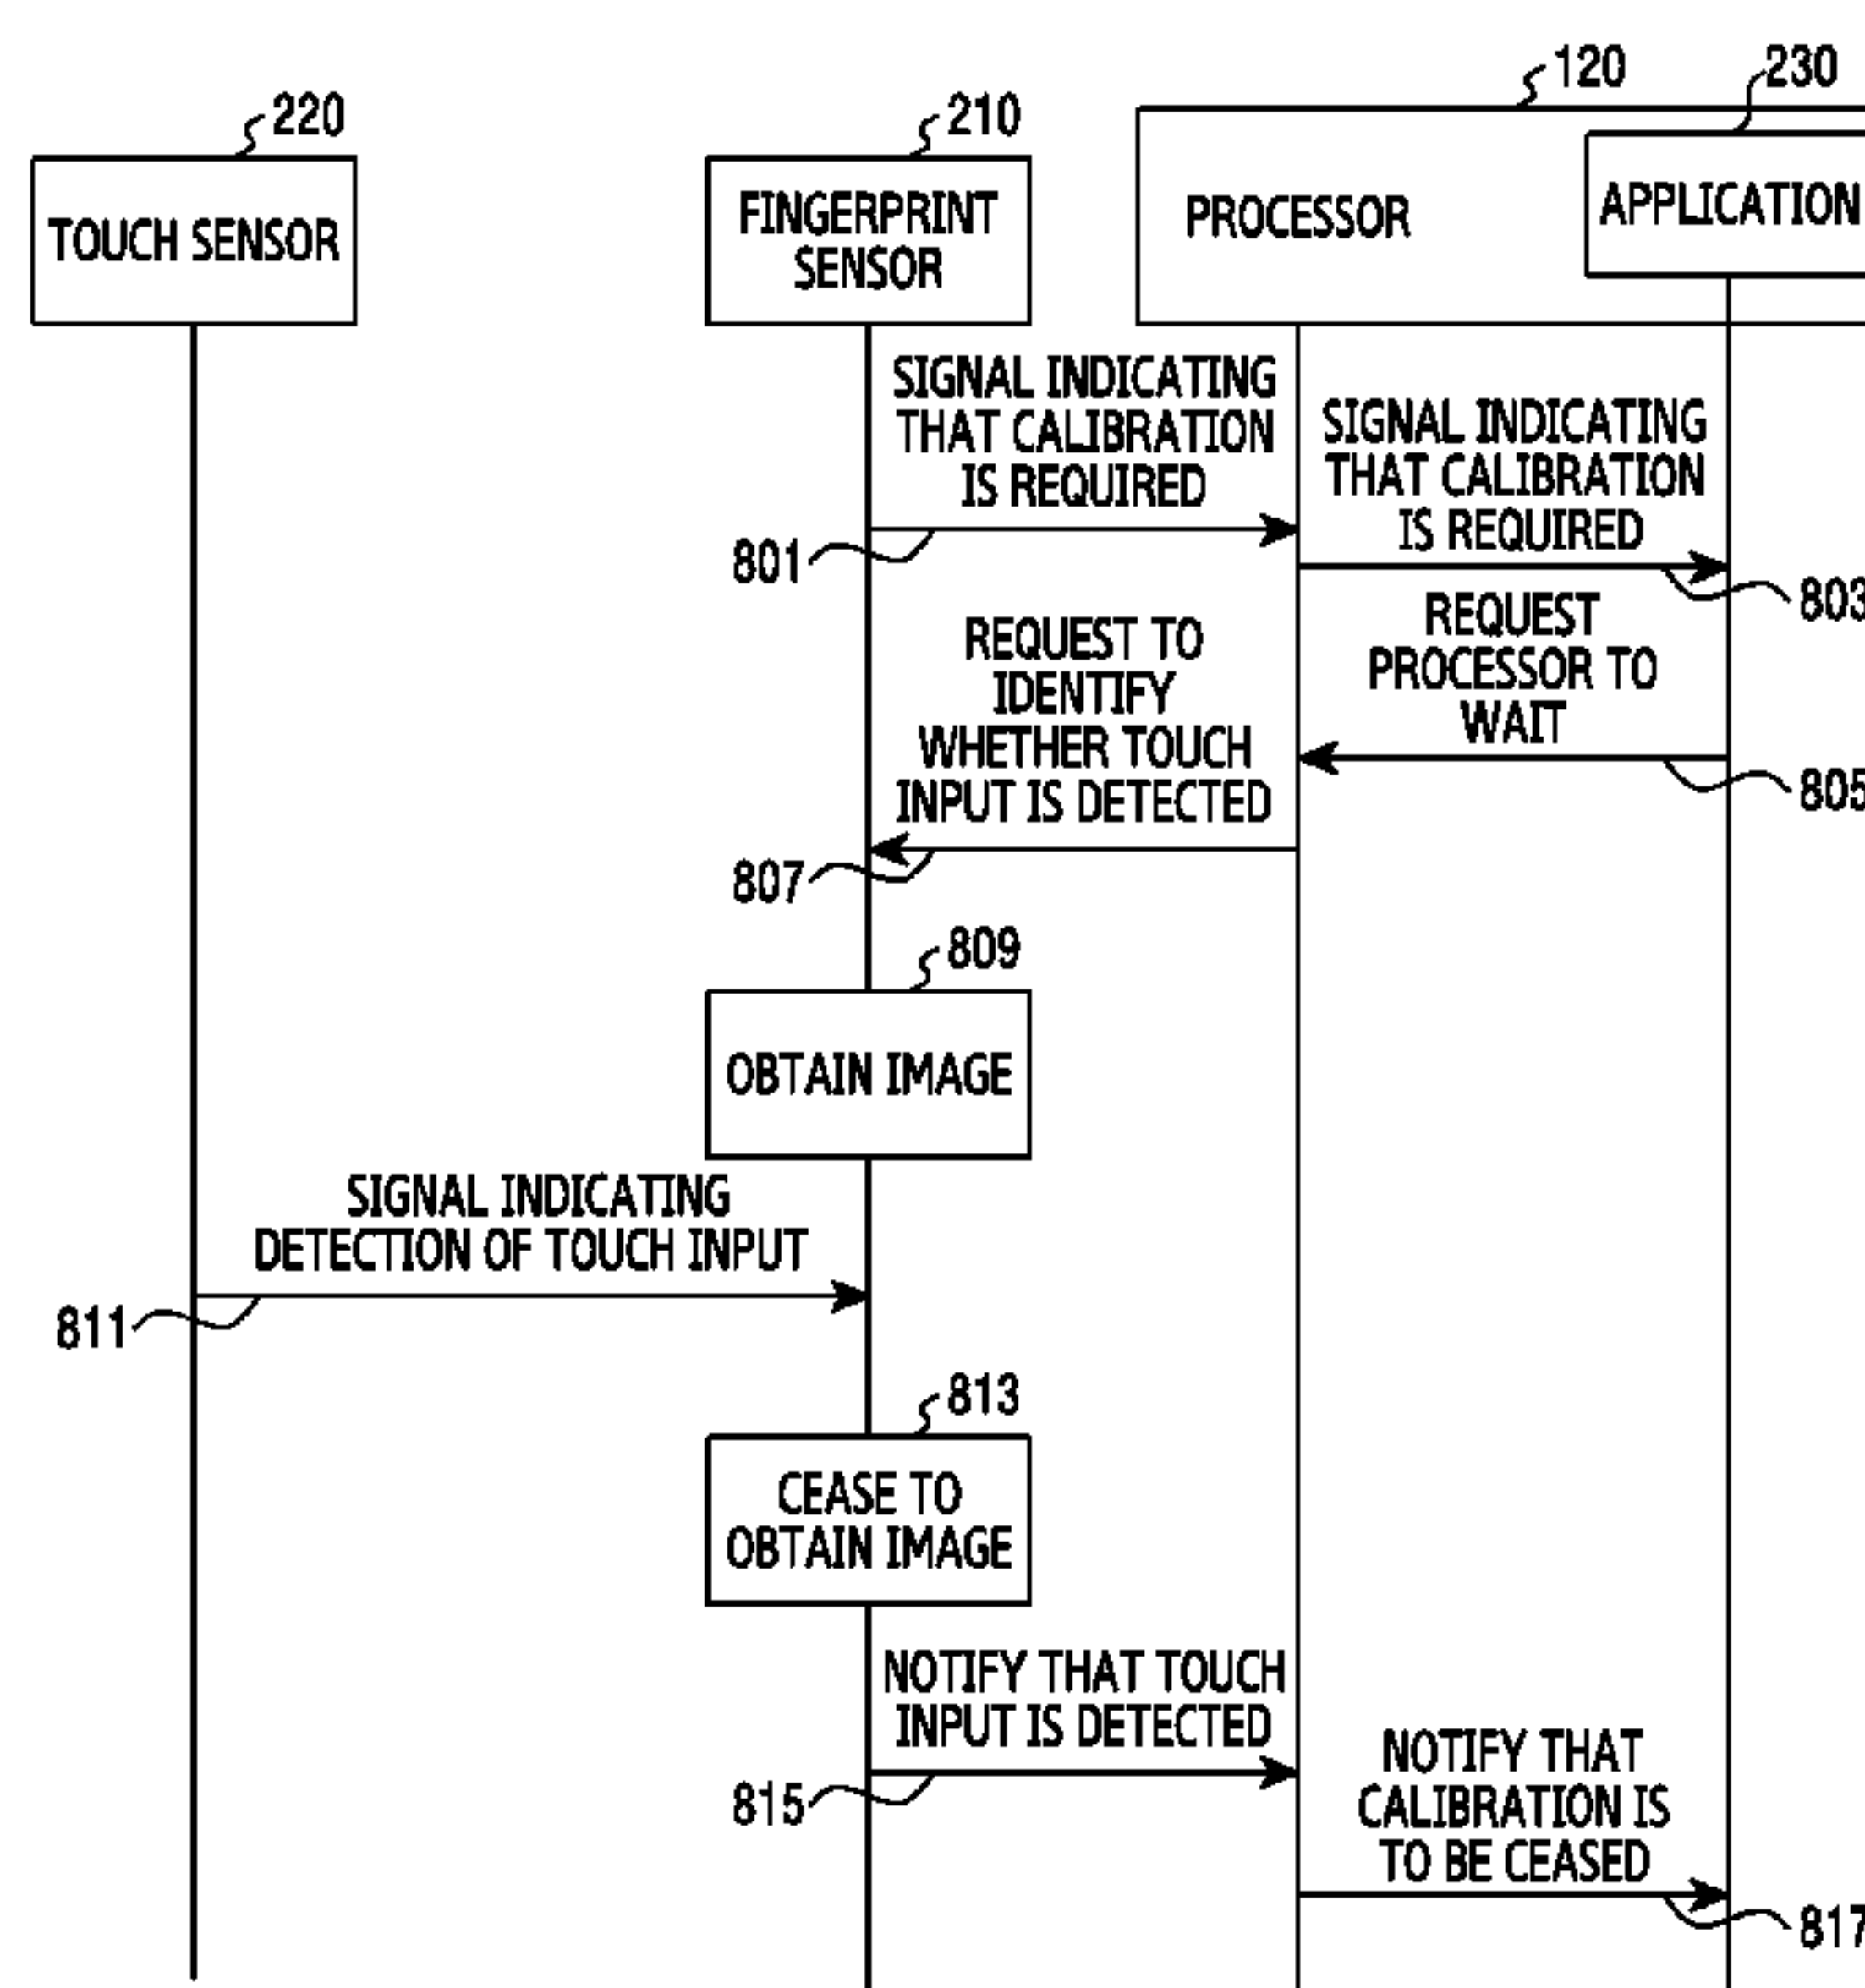 120
230
220
210
TOUCH SENSOR
FINGERPRINT
SENSOR
PROCESSOR
APPLICATION
SIGNAL INDICATING
THAT CALIBRATION
IS REQUIRED
801
SIGNAL INDICATING
THAT CALIBRATION
IS REQUIRED
803
REQUEST
PROCESSOR TO
WAIT
805
REQUEST TO
IDENTIFY
WHETHER TOUCH
INPUT IS DETECTED
807
809
OBTAIN IMAGE
SIGNAL INDICATING
DETECTION OF TOUCH INPUT
811
813
CEASE TO
OBTAIN IMAGE
NOTIFY THAT TOUCH
INPUT IS DETECTED
815
NOTIFY THAT
CALIBRATION IS
TO BE CEASED
817